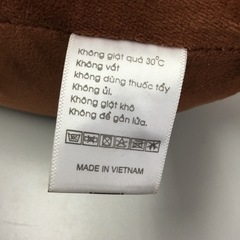 Không giặt quá 30°C
Không vắt
không dùng thuốc tẩy
Không ủi.
Không giặt khô
Không để gần lửa.
MADE IN VIETNAM